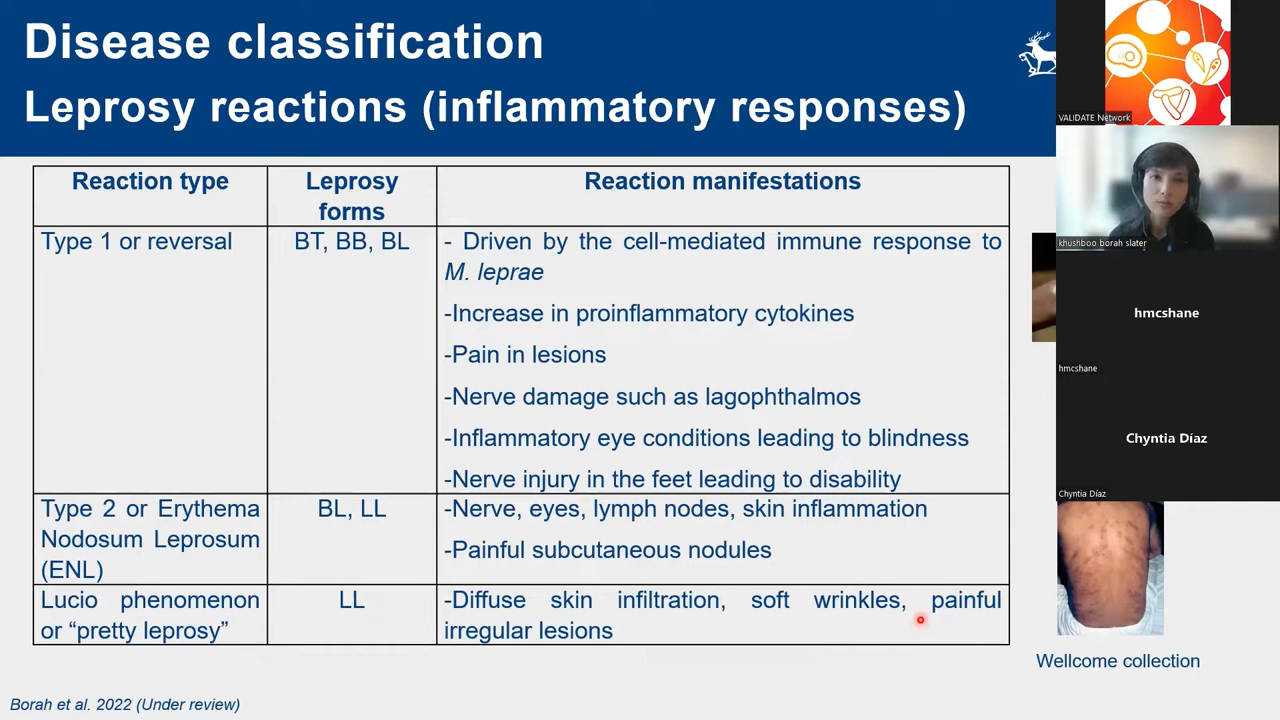 Disease classification
Leprosy reactions (inflammatory responses)
Reaction type
Leprosy
forms
Reaction manifestations
Type 1 or reversal
BT, BB, BL
- Driven by the cell-mediated immune response to
M. leprae
-Increase in proinflammatory cytokines
-Pain in lesions
-Nerve damage such as lagophthalmos
-Inflammatory eye conditions leading to blindness
-Nerve injury in the feet leading to disability
Type 2 or Erythema
Nodosum Leprosum
(ENL)
BL, LL
-Nerve, eyes, lymph nodes, skin inflammation
-Painful subcutaneous nodules
Lucio phenomenon
or “pretty leprosy”
LL
-Diffuse skin infiltration, soft wrinkles, painful
irregular lesions
Borah et al. 2022 (Under review)
Wellcome collection
VALIDATE Network
khushboo borah slater
hmcshane
hmcshane
Chyntia Díaz
Chyntia Díaz